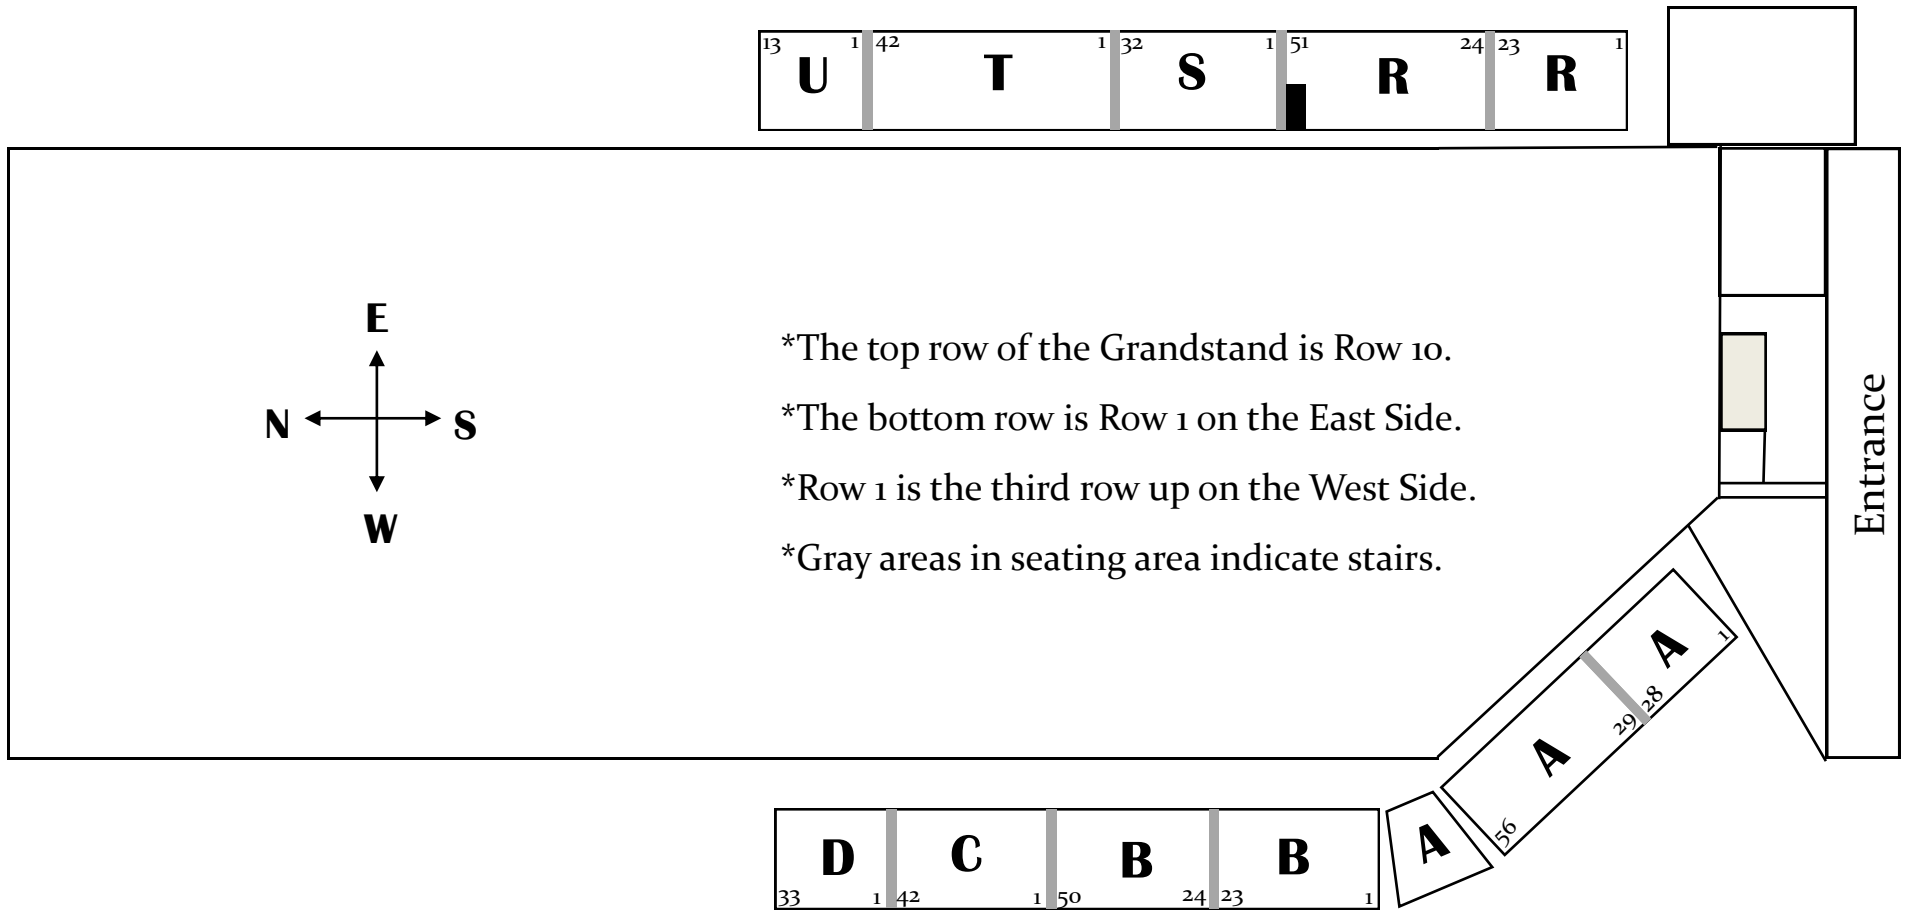 13 1 42 1 32 1 51 24 23 1
U T S R R
E
N S
W
*The top row of the Grandstand is Row 10.
*The bottom row is Row 1 on the East Side.
*Row 1 is the third row up on the West Side.
*Gray areas in seating area indicate stairs.
Entrance
A 1
28
29
A
56
A
D C B B
33 1 42 1 50 24 23 1